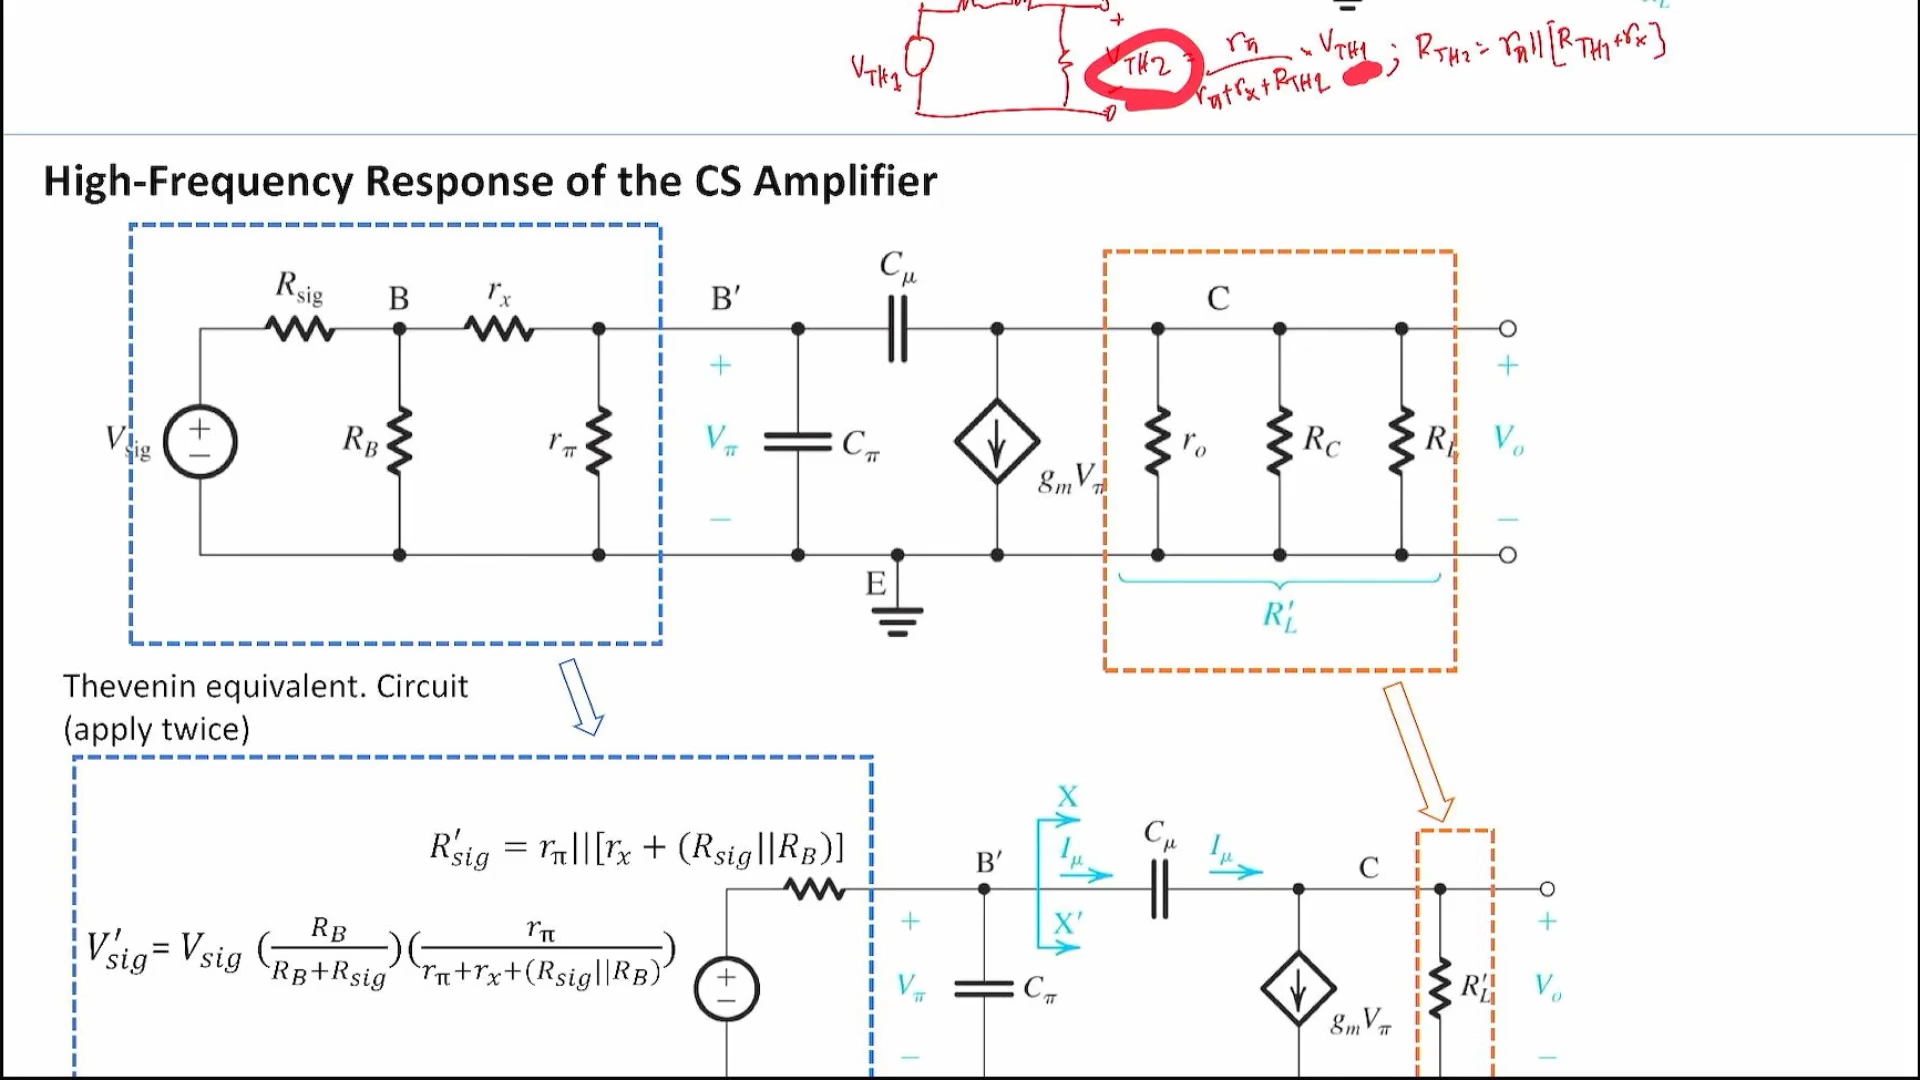 V_TH1
+
V_TH2 = r_π / (r_π + r_x + R_TH1) × V_TH1 ; R_TH2 = r_π || [R_TH1 + r_x]
High-Frequency Response of the CS Amplifier
R_sig B r_x B′ C_μ C
V_sig + − R_B r_π + V_π − C_π g_mV_π r_o R_C R_L + V_o −
E R′_L
Thevenin equivalent. Circuit
(apply twice)
R′_sig = r_π||[r_x + (R_sig||R_B)]
V′_sig = V_sig (R_B / (R_B+R_sig))(r_π / (r_π+r_x+(R_sig||R_B)))
X
I_μ C_μ I_μ
B′ C
X′
+ − + V_π − C_π g_mV_π R′_L + V_o −